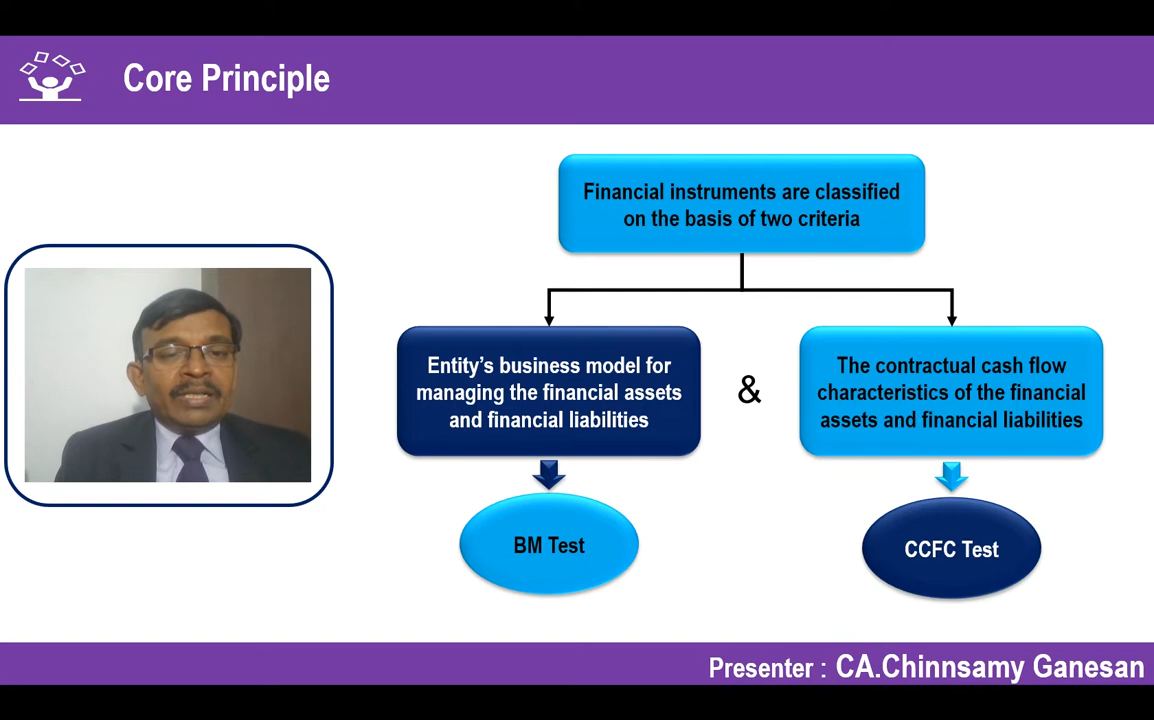 Core Principle
Financial instruments are classified
on the basis of two criteria
Entity’s business model for
managing the financial assets
and financial liabilities
&
The contractual cash flow
characteristics of the financial
assets and financial liabilities
BM Test
CCFC Test
Presenter : CA.Chinnsamy Ganesan